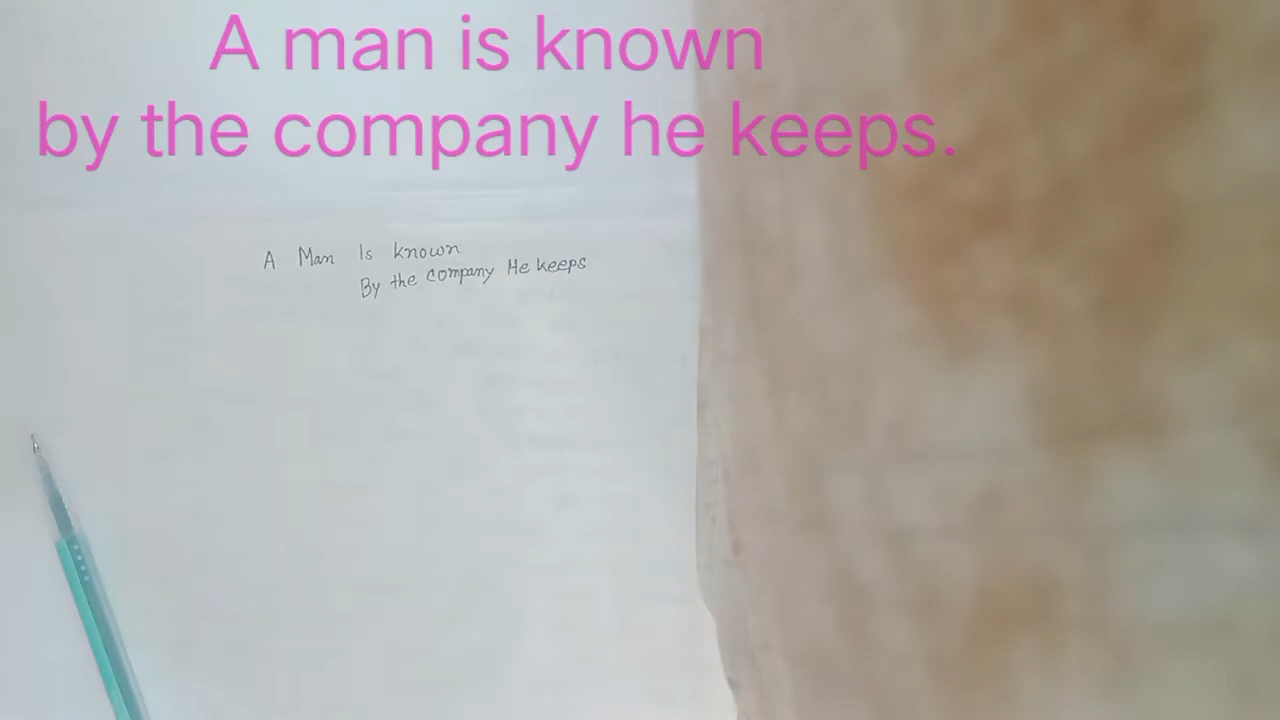 A man is known
by the company he keeps.
A Man Is known
By the company He keeps